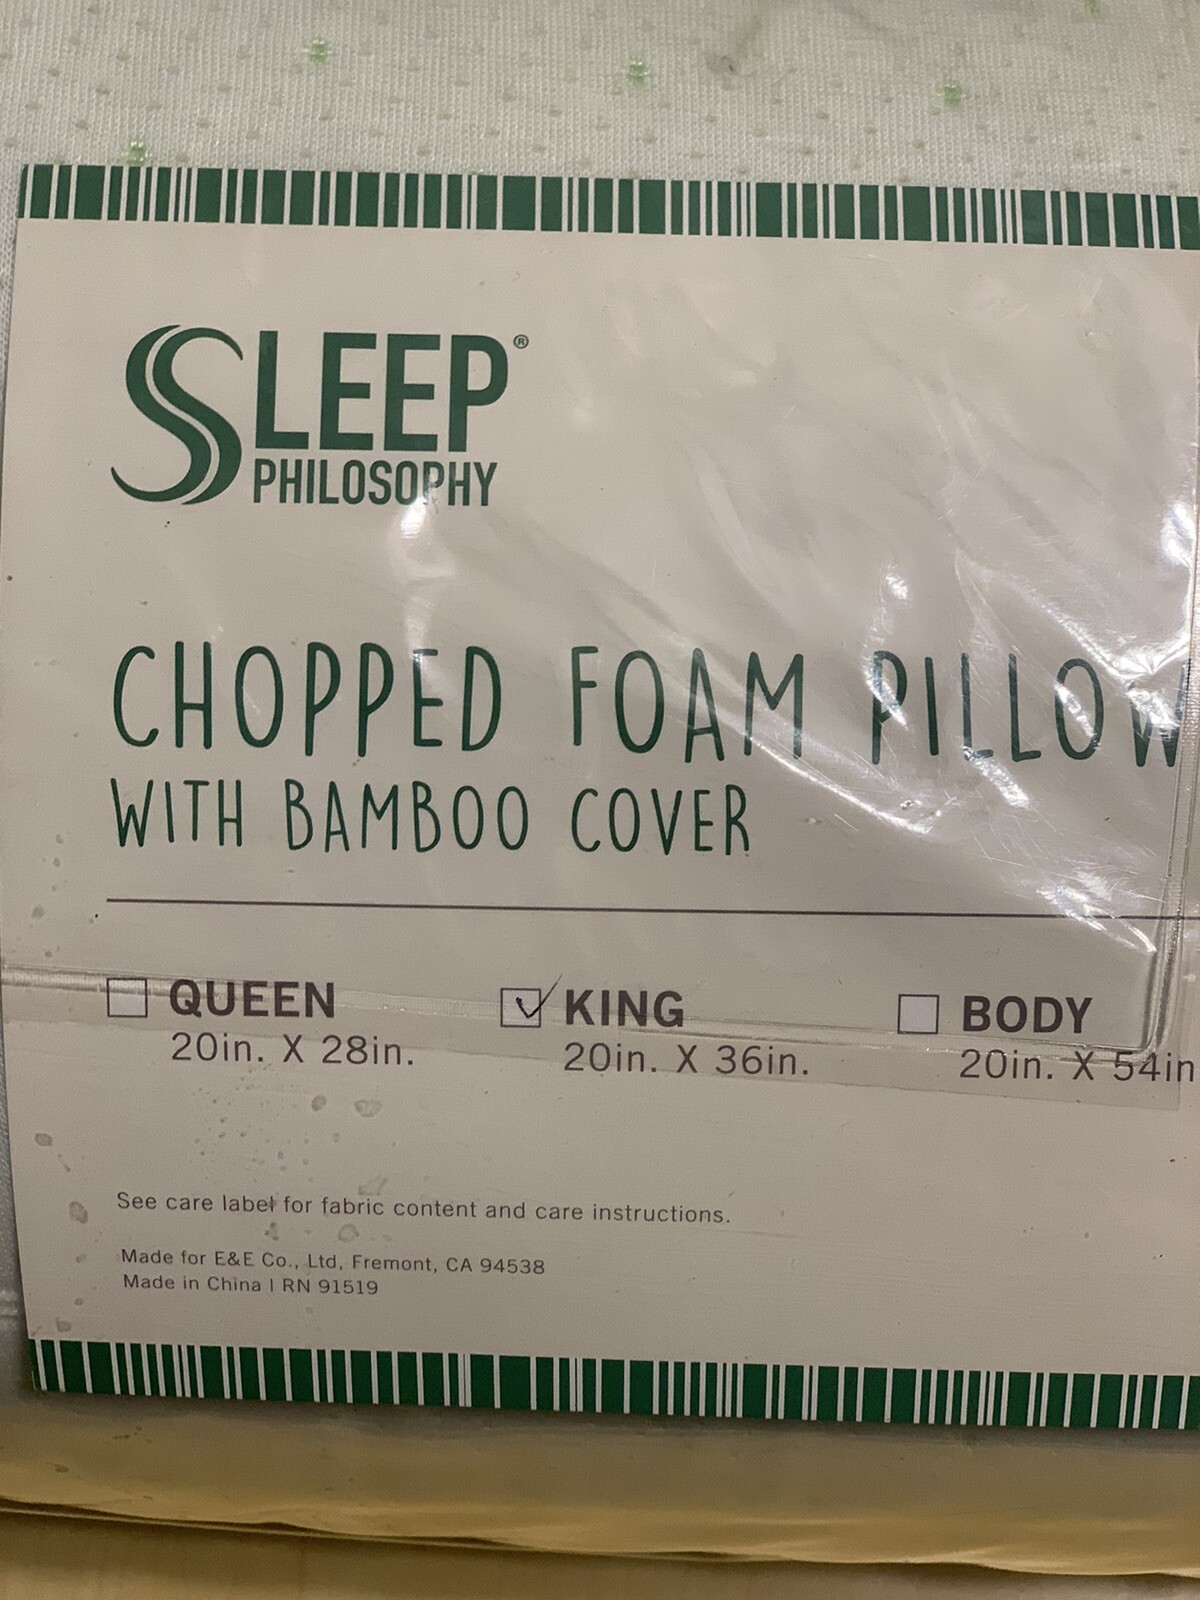 SLEEP®
PHILOSOPHY
CHOPPED FOAM PILLOW
WITH BAMBOO COVER
QUEEN KING BODY
20in. X 28in. 20in. X 36in. 20in. X 54in
See care label for fabric content and care instructions.
Made for E&E Co., Ltd, Fremont, CA 94538
Made in China | RN 91519